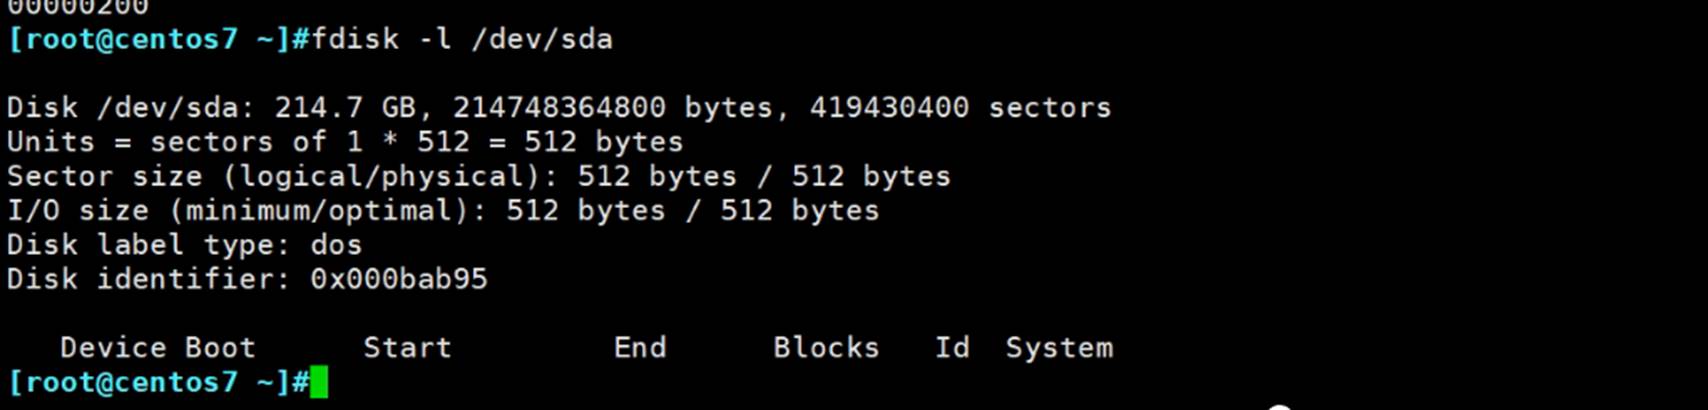 00000200
[root@centos7 ~]#fdisk -l /dev/sda
Disk /dev/sda: 214.7 GB, 214748364800 bytes, 419430400 sectors
Units = sectors of 1 * 512 = 512 bytes
Sector size (logical/physical): 512 bytes / 512 bytes
I/O size (minimum/optimal): 512 bytes / 512 bytes
Disk label type: dos
Disk identifier: 0x000bab95
Device Boot Start End Blocks Id System
[root@centos7 ~]#